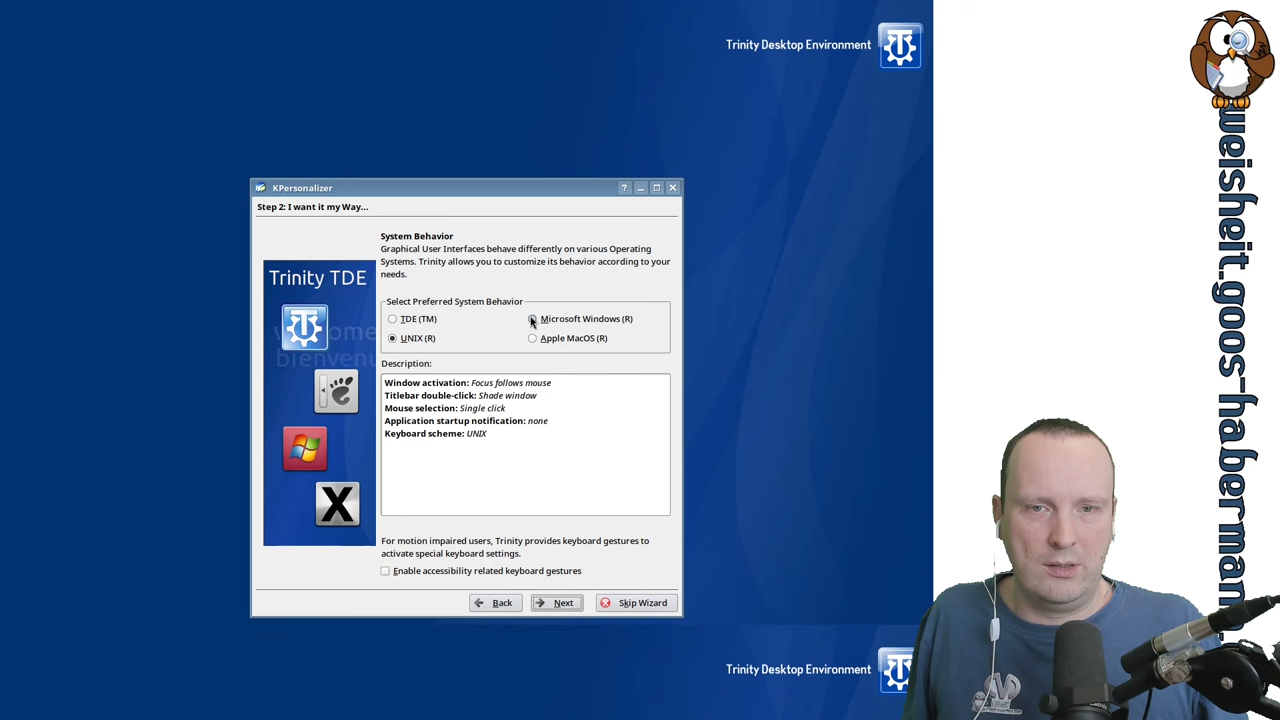 Trinity Desktop Environment
KPersonalizer
Step 2: I want it my Way...
System Behavior
Graphical User Interfaces behave differently on various Operating
Systems. Trinity allows you to customize its behavior according to your
needs.
Trinity TDE
Select Preferred System Behavior
TDE (TM)
Microsoft Windows (R)
UNIX (R)
Apple MacOS (R)
Description:
Window activation: Focus follows mouse
Titlebar double-click: Shade window
Mouse selection: Single click
Application startup notification: none
Keyboard scheme: UNIX
X
For motion impaired users, Trinity provides keyboard gestures to
activate special keyboard settings.
Enable accessibility related keyboard gestures
Back
Next
Skip Wizard
Trinity Desktop Environment
weisheit.goos-habermann.